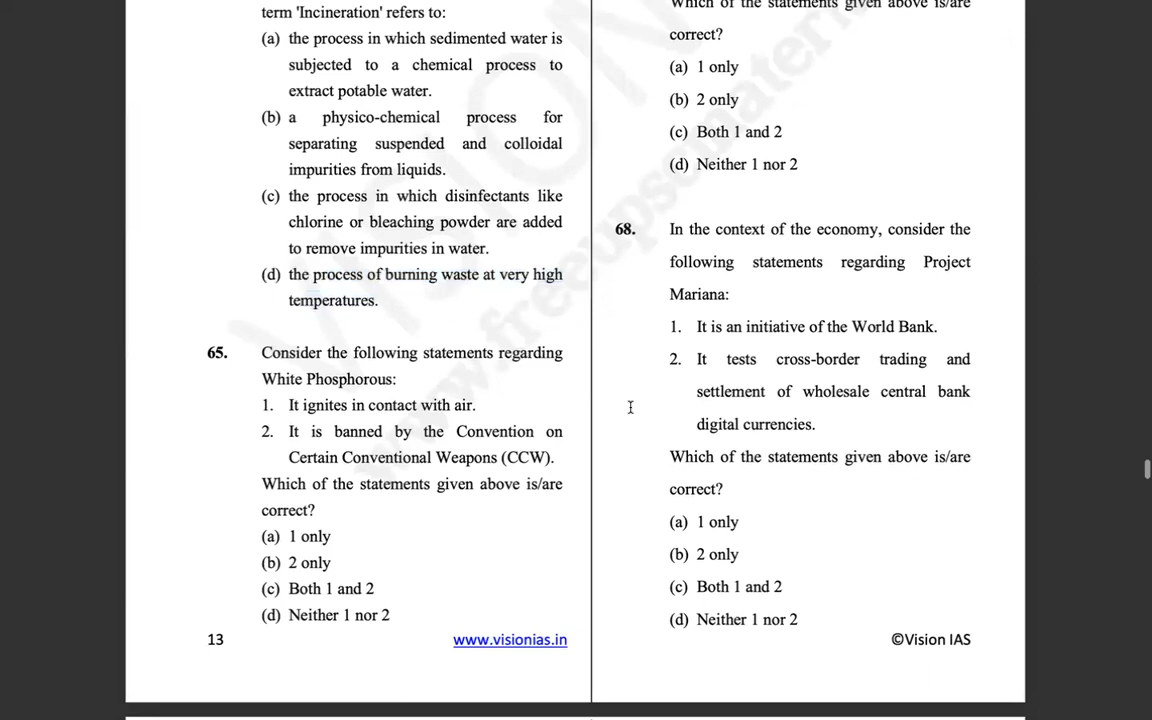 term 'Incineration' refers to:
(a) the process in which sedimented water is
subjected to a chemical process to
extract potable water.
(b) a physico-chemical process for
separating suspended and colloidal
impurities from liquids.
(c) the process in which disinfectants like
chlorine or bleaching powder are added
to remove impurities in water.
(d) the process of burning waste at very high
temperatures.
65. Consider the following statements regarding
White Phosphorous:
1. It ignites in contact with air.
2. It is banned by the Convention on
Certain Conventional Weapons (CCW).
Which of the statements given above is/are
correct?
(a) 1 only
(b) 2 only
(c) Both 1 and 2
(d) Neither 1 nor 2
Which of the statements given above is/are
correct?
(a) 1 only
(b) 2 only
(c) Both 1 and 2
(d) Neither 1 nor 2
68. In the context of the economy, consider the
following statements regarding Project
Mariana:
1. It is an initiative of the World Bank.
2. It tests cross-border trading and
settlement of wholesale central bank
digital currencies.
Which of the statements given above is/are
correct?
(a) 1 only
(b) 2 only
(c) Both 1 and 2
(d) Neither 1 nor 2
13 www.visionias.in ©Vision IAS